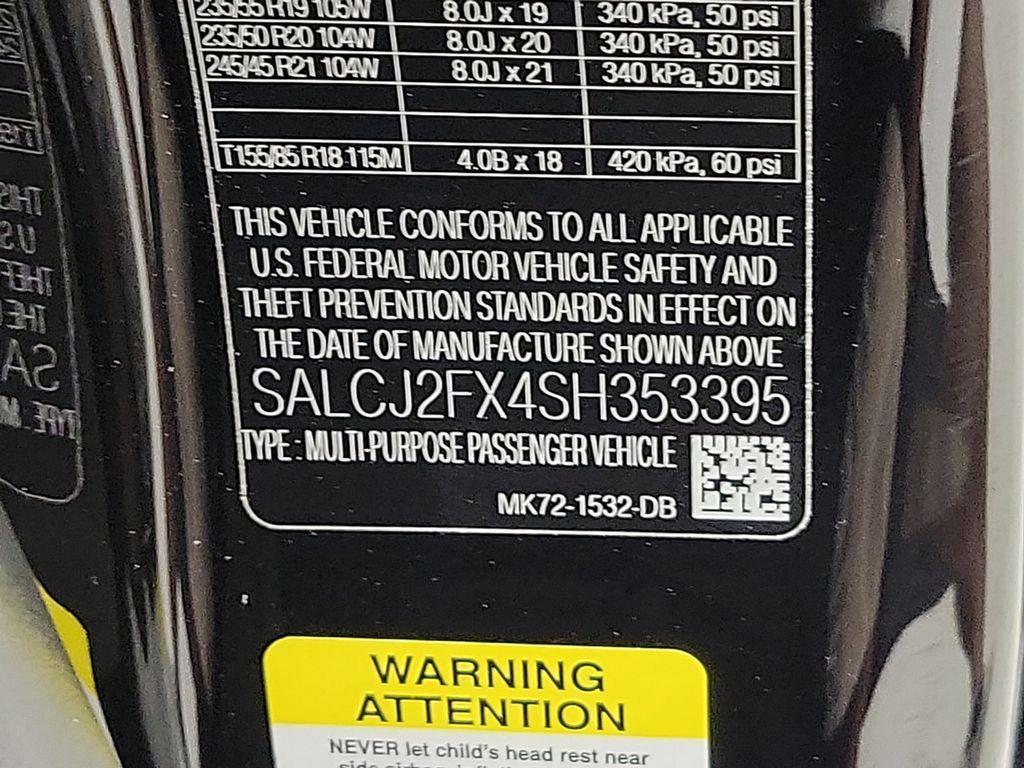 235/55 R19 105W 8.0J x 19 340 kPa, 50 psi
235/50 R20 104W 8.0J x 20 340 kPa, 50 psi
245/45 R21 104W 8.0J x 21 340 kPa, 50 psi
T155/85 R18 115M 4.0B x 18 420 kPa, 60 psi
THIS VEHICLE CONFORMS TO ALL APPLICABLE
U.S. FEDERAL MOTOR VEHICLE SAFETY AND
THEFT PREVENTION STANDARDS IN EFFECT ON
THE DATE OF MANUFACTURE SHOWN ABOVE
SALCJ2FX4SH353395
TYPE : MULTI-PURPOSE PASSENGER VEHICLE
MK72-1532-DB
WARNING
ATTENTION
NEVER let child's head rest near